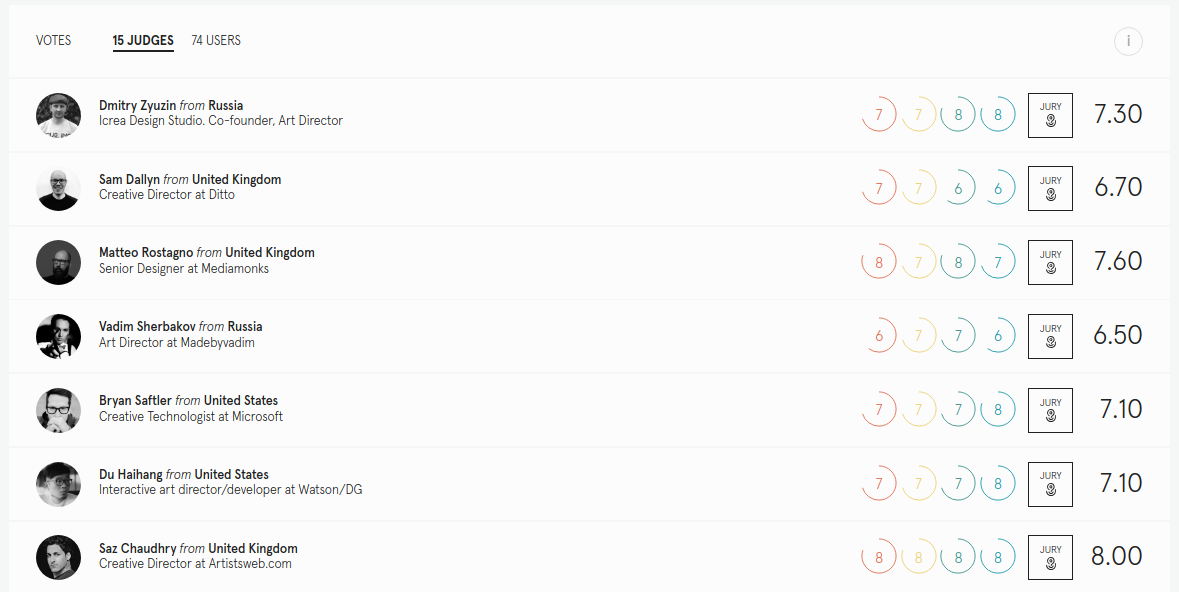 VOTES 15 JUDGES 74 USERS i
Dmitry Zyuzin from Russia
Icrea Design Studio. Co-founder, Art Director
7 7 8 8 JURY 7.30
Sam Dallyn from United Kingdom
Creative Director at Ditto
7 7 6 6 JURY 6.70
Matteo Rostagno from United Kingdom
Senior Designer at Mediamonks
8 7 8 7 JURY 7.60
Vadim Sherbakov from Russia
Art Director at Madebyvadim
6 7 7 6 JURY 6.50
Bryan Saftler from United States
Creative Technologist at Microsoft
7 7 7 8 JURY 7.10
Du Haihang from United States
Interactive art director/developer at Watson/DG
7 7 7 8 JURY 7.10
Saz Chaudhry from United Kingdom
Creative Director at Artistsweb.com
8 8 8 8 JURY 8.00